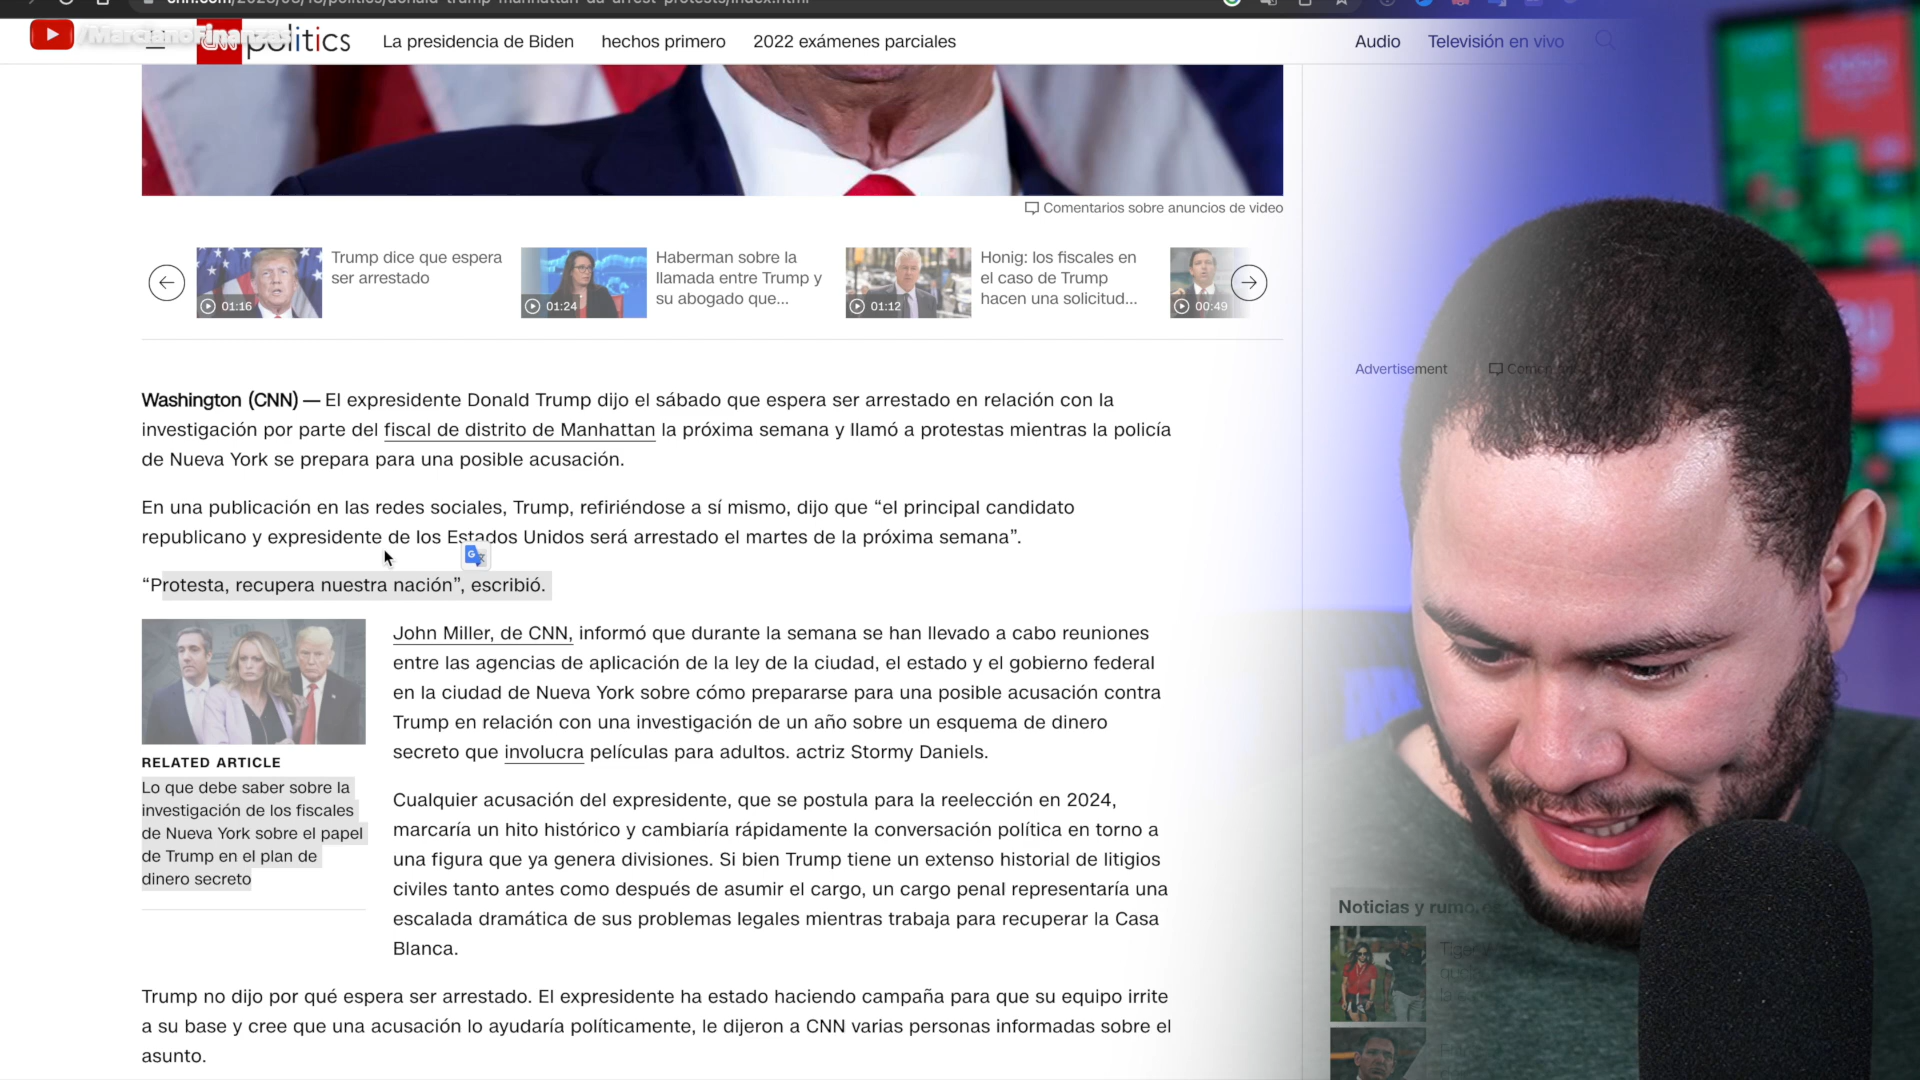 cnn.com/2023/03/18/politics/donald-trump-manhattan-da-arrest-protests/index.html
/MarcianoFinanzas
CNN politics
La presidencia de Biden
hechos primero
2022 exámenes parciales
Audio
Televisión en vivo
Comentarios sobre anuncios de video
Trump dice que espera
ser arrestado
01:16
Haberman sobre la
llamada entre Trump y
su abogado que...
01:24
Honig: los fiscales en
el caso de Trump
hacen una solicitud...
01:12
00:49
Advertisement
Washington (CNN) — El expresidente Donald Trump dijo el sábado que espera ser arrestado en relación con la
investigación por parte del fiscal de distrito de Manhattan la próxima semana y llamó a protestas mientras la policía
de Nueva York se prepara para una posible acusación.
En una publicación en las redes sociales, Trump, refiriéndose a sí mismo, dijo que “el principal candidato
republicano y expresidente de los Estados Unidos será arrestado el martes de la próxima semana”.
“Protesta, recupera nuestra nación”, escribió.
RELATED ARTICLE
Lo que debe saber sobre la
investigación de los fiscales
de Nueva York sobre el papel
de Trump en el plan de
dinero secreto
John Miller, de CNN, informó que durante la semana se han llevado a cabo reuniones
entre las agencias de aplicación de la ley de la ciudad, el estado y el gobierno federal
en la ciudad de Nueva York sobre cómo prepararse para una posible acusación contra
Trump en relación con una investigación de un año sobre un esquema de dinero
secreto que involucra películas para adultos. actriz Stormy Daniels.
Cualquier acusación del expresidente, que se postula para la reelección en 2024,
marcaría un hito histórico y cambiaría rápidamente la conversación política en torno a
una figura que ya genera divisiones. Si bien Trump tiene un extenso historial de litigios
civiles tanto antes como después de asumir el cargo, un cargo penal representaría una
escalada dramática de sus problemas legales mientras trabaja para recuperar la Casa
Blanca.
Trump no dijo por qué espera ser arrestado. El expresidente ha estado haciendo campaña para que su equipo irrite
a su base y cree que una acusación lo ayudaría políticamente, le dijeron a CNN varias personas informadas sobre el
asunto.
Noticias y